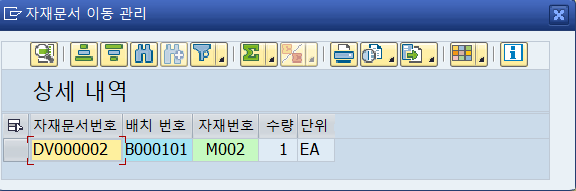 자재문서 이동 관리
상세 내역
자재문서번호 배치 번호 자재번호 수량 단위
DV000002 B000101 M002 1 EA